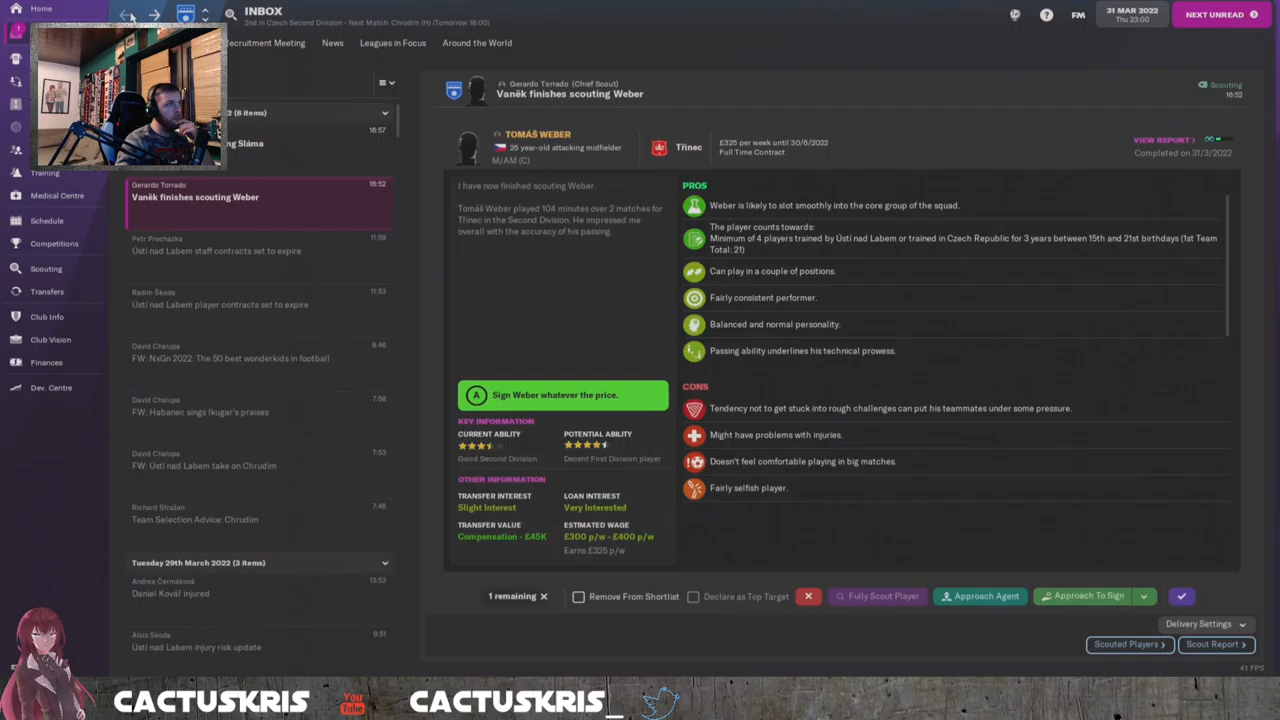 Home
INBOX
2nd in Czech Second Division - Next Match: Chrudim (H) (Tomorrow 18:00)
FM
31 MAR 2022
Thu 23:00
NEXT UNREAD
Recruitment Meeting
News
Leagues in Focus
Around the World
Training
Medical Centre
Schedule
Competitions
Scouting
Transfers
Club Info
Club Vision
Finances
Dev. Centre
2 (8 items)
16:57
ng Sláma
Gerardo Torrado
16:52
Vaněk finishes scouting Weber
Petr Procházka
11:59
Ústí nad Labem staff contracts set to expire
Radim Škoda
11:53
Ústí nad Labem player contracts set to expire
David Chalupa
8:46
FW: NxGn 2022: The 50 best wonderkids in football
David Chalupa
7:58
FW: Habanec sings Ikugar's praises
David Chalupa
7:53
FW: Ústí nad Labem take on Chrudim
Richard Stražan
7:46
Team Selection Advice: Chrudim
Tuesday 29th March 2022 (3 items)
Andrea Čermáková
13:53
Daniel Kovář injured
Alois Skoda
9:51
Ústí nad Labem injury risk update
Gerardo Torrado (Chief Scout)
Vaněk finishes scouting Weber
Scouting
16:52
TOMÁŠ WEBER
25 year-old attacking midfielder
M/AM (C)
Třinec
£325 per week until 30/6/2022
Full Time Contract
VIEW REPORT >
Completed on 31/3/2022
I have now finished scouting Weber.
Tomáš Weber played 104 minutes over 2 matches for
Třinec in the Second Division. He impressed me
overall with the accuracy of his passing.
A
Sign Weber whatever the price.
KEY INFORMATION
CURRENT ABILITY
Good Second Division
POTENTIAL ABILITY
Decent First Division player
OTHER INFORMATION
TRANSFER INTEREST
Slight Interest
LOAN INTEREST
Very Interested
TRANSFER VALUE
Compensation - £45K
ESTIMATED WAGE
£300 p/w - £400 p/w
Earns £325 p/w
PROS
Weber is likely to slot smoothly into the core group of the squad.
The player counts towards:
Minimum of 4 players trained by Ústí nad Labem or trained in Czech Republic for 3 years between 15th and 21st birthdays (1st Team
Total: 21)
Can play in a couple of positions.
Fairly consistent performer.
Balanced and normal personality.
Passing ability underlines his technical prowess.
CONS
Tendency not to get stuck into rough challenges can put his teammates under some pressure.
Might have problems with injuries.
Doesn't feel comfortable playing in big matches.
Fairly selfish player.
1 remaining
Remove From Shortlist
Declare as Top Target
Fully Scout Player
Approach Agent
Approach To Sign
Delivery Settings
Scouted Players >
Scout Report >
41 FPS
CACTUSKRIS
You
Tube
CACTUSKRIS_